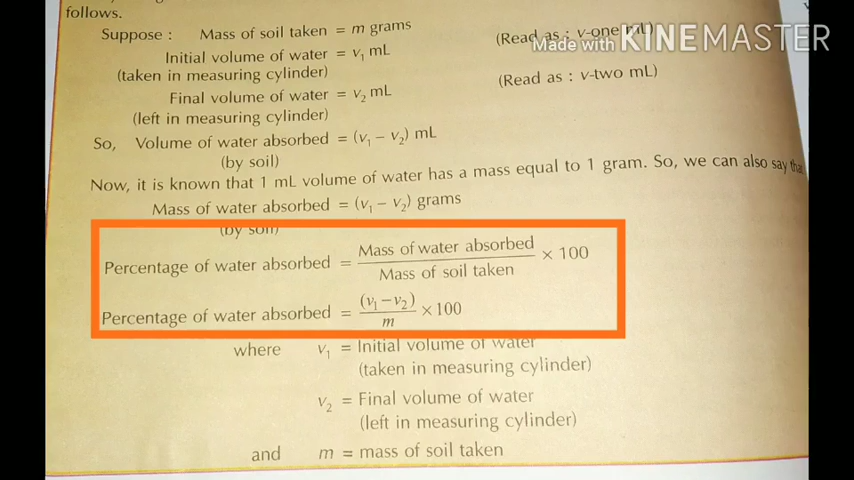 follows.
Suppose : Mass of soil taken = m grams
Initial volume of water = v₁ mL (Read as : v-one mL)
Made with KINEMASTER
(taken in measuring cylinder)
Final volume of water = v₂ mL (Read as : v-two mL)
(left in measuring cylinder)
So, Volume of water absorbed = (v₁ – v₂) mL
(by soil)
Now, it is known that 1 mL volume of water has a mass equal to 1 gram. So, we can also say that
Mass of water absorbed = (v₁ – v₂) grams
(by soil)
Percentage of water absorbed = Mass of water absorbed / Mass of soil taken × 100
Percentage of water absorbed = (v₁ – v₂) / m × 100
where v₁ = Initial volume of water
(taken in measuring cylinder)
v₂ = Final volume of water
(left in measuring cylinder)
and m = mass of soil taken